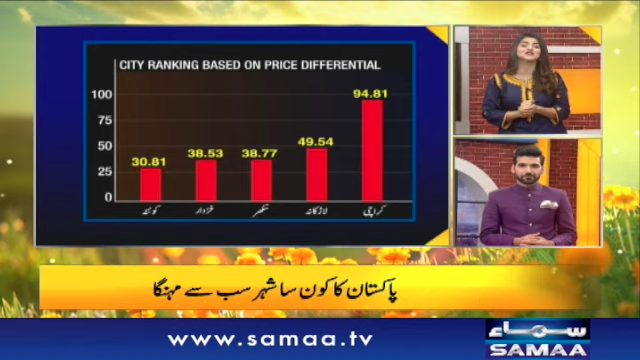 CITY RANKING BASED ON PRICE DIFFERENTIAL
100
75
50
25
0
30.81
38.53
38.77
49.54
94.81
کوئٹہ
خزدار
سکھر
لاڑکانہ
کراچی
پاکستان کا کون سا شہر سب سے مہنگا
www.samaa.tv
سماء
SAMAA